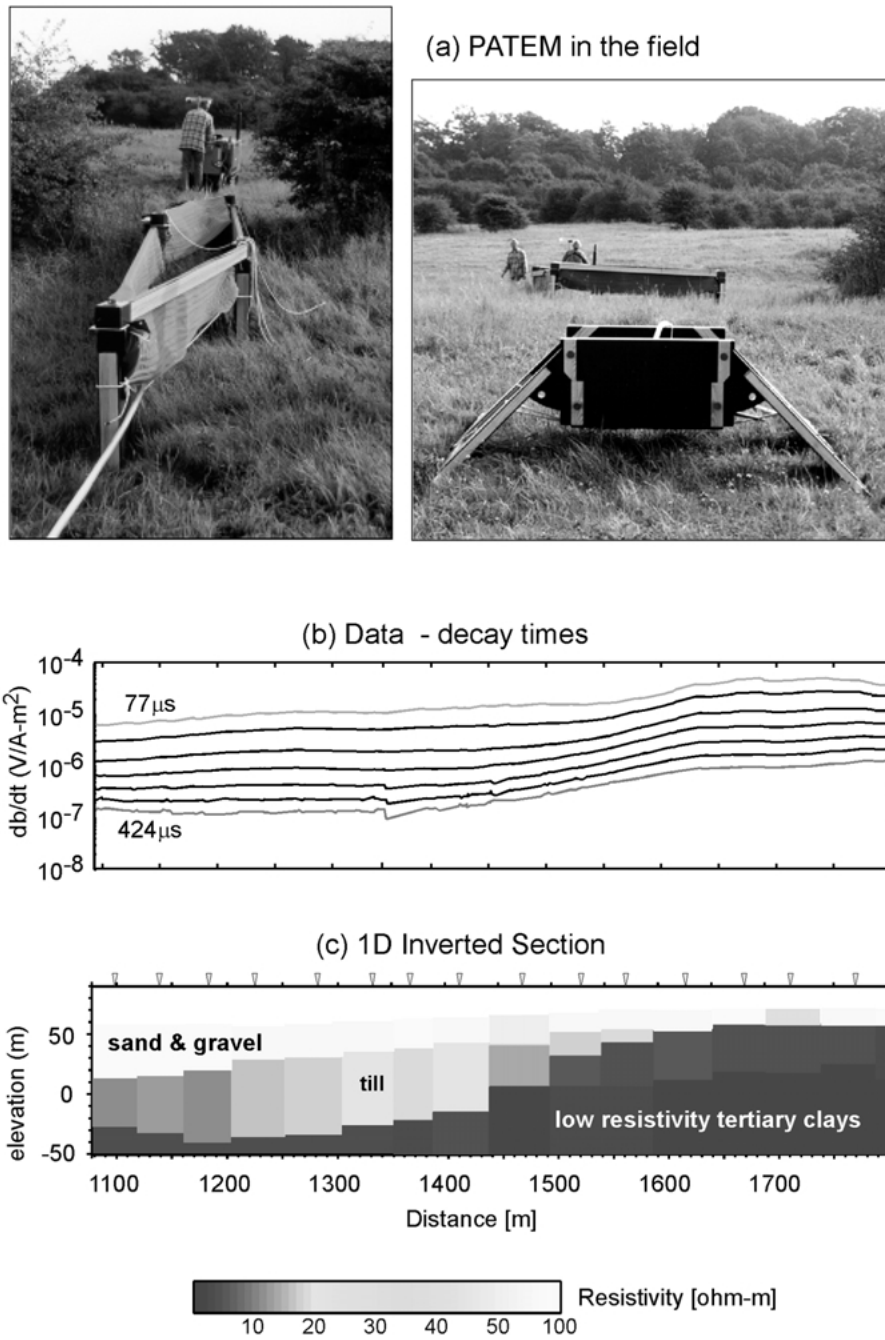 (a) PATEM in the field
(b) Data - decay times
10-4
10-5
10-6
10-7
10-8
db/dt (V/A-m2)
77μs
424μs
(c) 1D Inverted Section
elevation (m)
50
0
-50
sand & gravel
till
low resistivity tertiary clays
1100 1200 1300 1400 1500 1600 1700
Distance [m]
Resistivity [ohm-m]
10 20 30 40 50 100